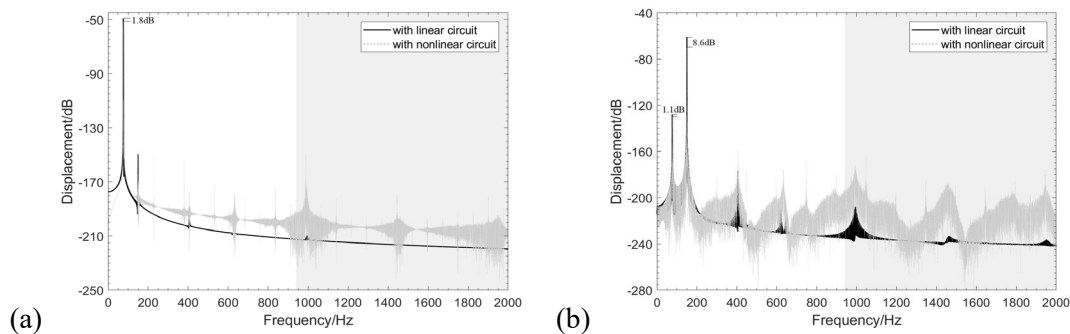 -50
-90
-130
-170
-210
-250
Displacement/dB
1.8dB
with linear circuit
with nonlinear circuit
0 200 400 600 800 1000 1200 1400 1600 1800 2000
Frequency/Hz
(a)
-40
-80
-120
-160
-200
-240
-280
Displacement/dB
8.6dB
1.1dB
with linear circuit
with nonlinear circuit
0 200 400 600 800 1000 1200 1400 1600 1800 2000
Frequency/Hz
(b)